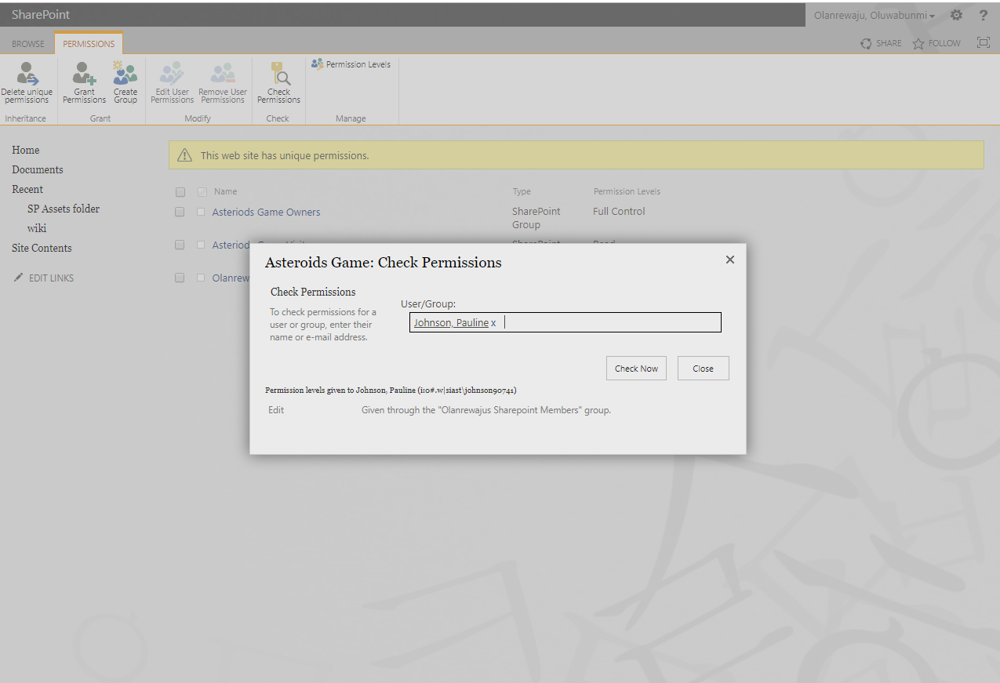 SharePoint
Olanrewaju, Oluwabunmi
?
BROWSE
PERMISSIONS
SHARE
FOLLOW
Delete unique
permissions
Grant
Permissions
Create
Group
Edit User
Permissions
Remove User
Permissions
Check
Permissions
Permission Levels
Inheritance
Grant
Modify
Check
Manage
Home
Documents
Recent
SP Assets folder
wiki
Site Contents
EDIT LINKS
This web site has unique permissions.
Name
Type
Permission Levels
Asteriods Game Owners
SharePoint
Group
Full Control
Asteriod
SharePoint
Read
Olanrew
Asteroids Game: Check Permissions
Check Permissions
To check permissions for a
user or group, enter their
name or e-mail address.
User/Group:
Johnson, Pauline x
Check Now
Close
Permission levels given to Johnson, Pauline (i:0#.w|siast\johnson90741)
Edit
Given through the "Olanrewajus Sharepoint Members" group.